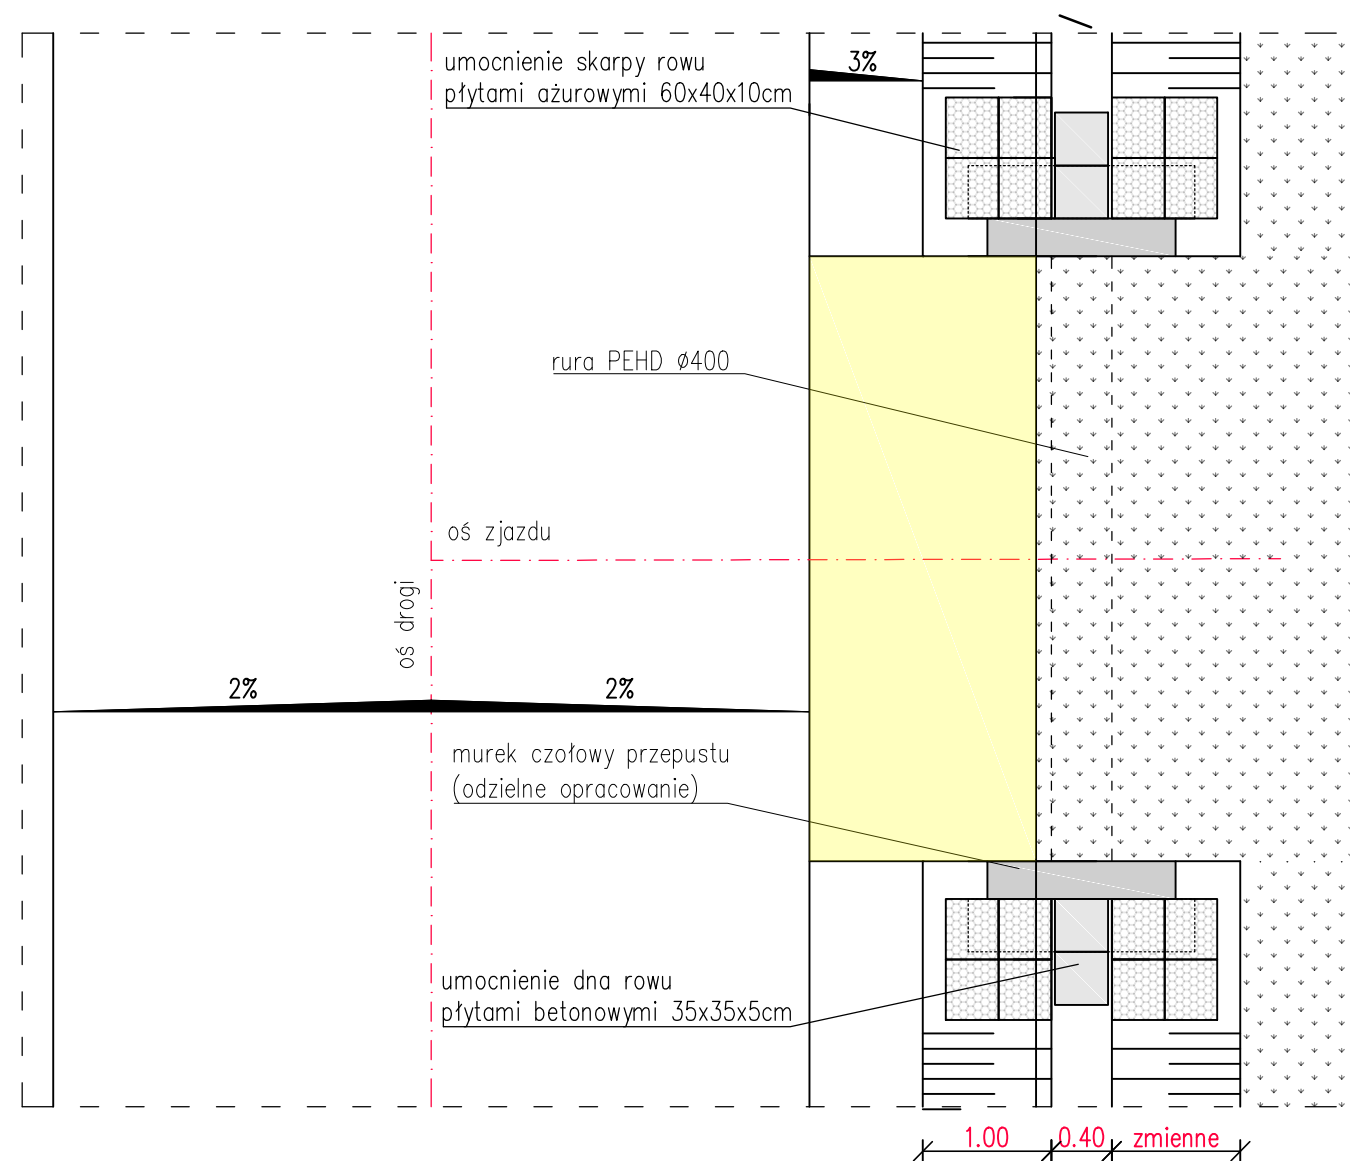 umocnienie skarpy rowu
płytami ażurowymi 60x40x10cm
3%
rura PEHD ø400
oś zjazdu
oś drogi
2%
2%
murek czołowy przepustu
(odzielne opracowanie)
umocnienie dna rowu
płytami betonowymi 35x35x5cm
1.00
0.40
zmienne